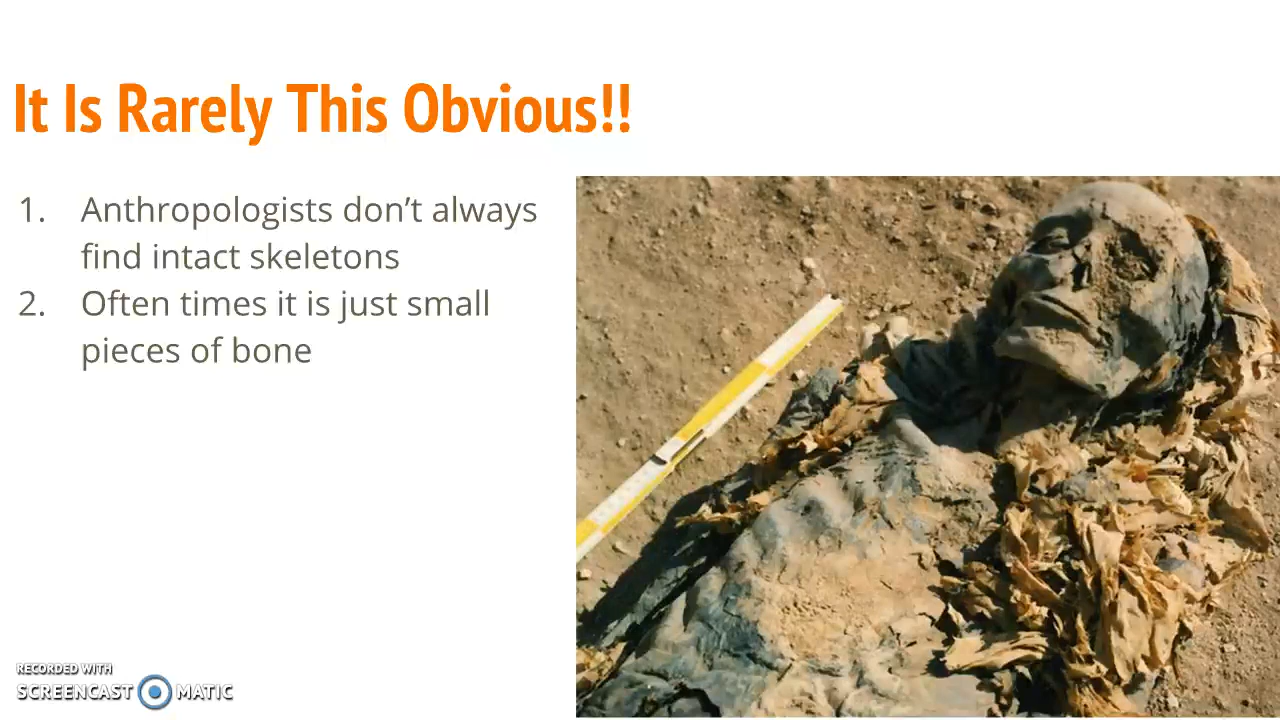 It Is Rarely This Obvious!!
1. Anthropologists don’t always
find intact skeletons
2. Often times it is just small
pieces of bone
RECORDED WITH
SCREENCAST MATIC